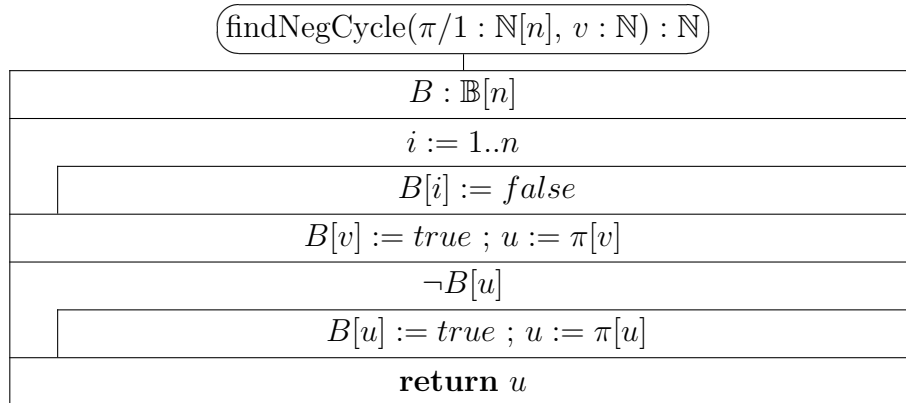 findNegCycle(π/1 : ℕ[n], v : ℕ) : ℕ
B : 𝔹[n]
i := 1..n
B[i] := false
B[v] := true ; u := π[v]
¬B[u]
B[u] := true ; u := π[u]
return u